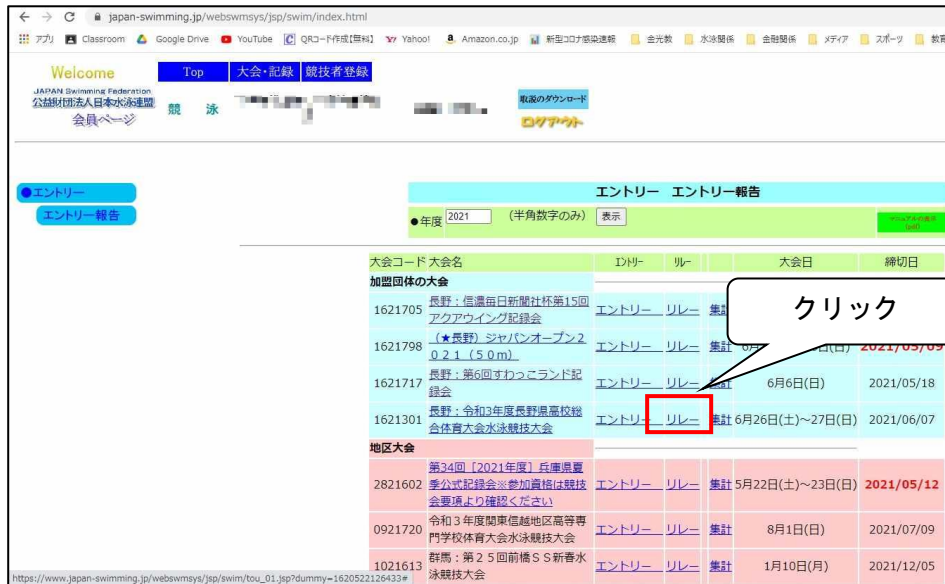 japan-swimming.jp/webswmsys/jp/swim/index.html
アプリ Classroom Google Drive YouTube QRコード作成【無料】 Yahoo! Amazon.co.jp 新型コロナ感染速報 金光教 水泳関係 金融関係 メディア スポーツ 教育
Welcome
Top 大会・記録 競技者登録
JAPAN Swimming Federation
公益財団法人日本水泳連盟
会員ページ
競 泳
取説のダウンロード
ログアウト
●エントリー
エントリー報告
エントリー エントリー報告
●年度 2021 (半角数字のみ) 表示
大会コード 大会名 エントリー リレー 大会日 締切日
加盟団体の大会
1621705 長野:信濃毎日新聞社杯第15回アクアウイング記録会 エントリー リレー
クリック
1621798 (★長野)ジャパンオープン2021(50m) エントリー リレー 集計 2021/05/09
1621717 長野:第6回すわっこランド記録会 エントリー リレー 集計 6月6日(日) 2021/05/18
1621301 長野:令和3年度長野県高校総合体育大会水泳競技大会 エントリー リレー 集計 6月26日(土)~27日(日) 2021/06/07
地区大会
2821602 第34回[2021年度]兵庫県夏季公式記録会※参加資格は競技会要項より確認ください エントリー リレー 集計 5月22日(土)~23日(日) 2021/05/12
0921720 令和3年度関東信越地区高等専門学校体育大会水泳競技大会 エントリー リレー 集計 8月1日(日) 2021/07/09
1021613 群馬:第25回前橋SS新春水泳競技大会 エントリー リレー 集計 1月10日(月) 2021/12/05
https://www.japan-swimming.jp/webswmsys/jp/swim/tou_01.jsp?dummy=1620522126433#